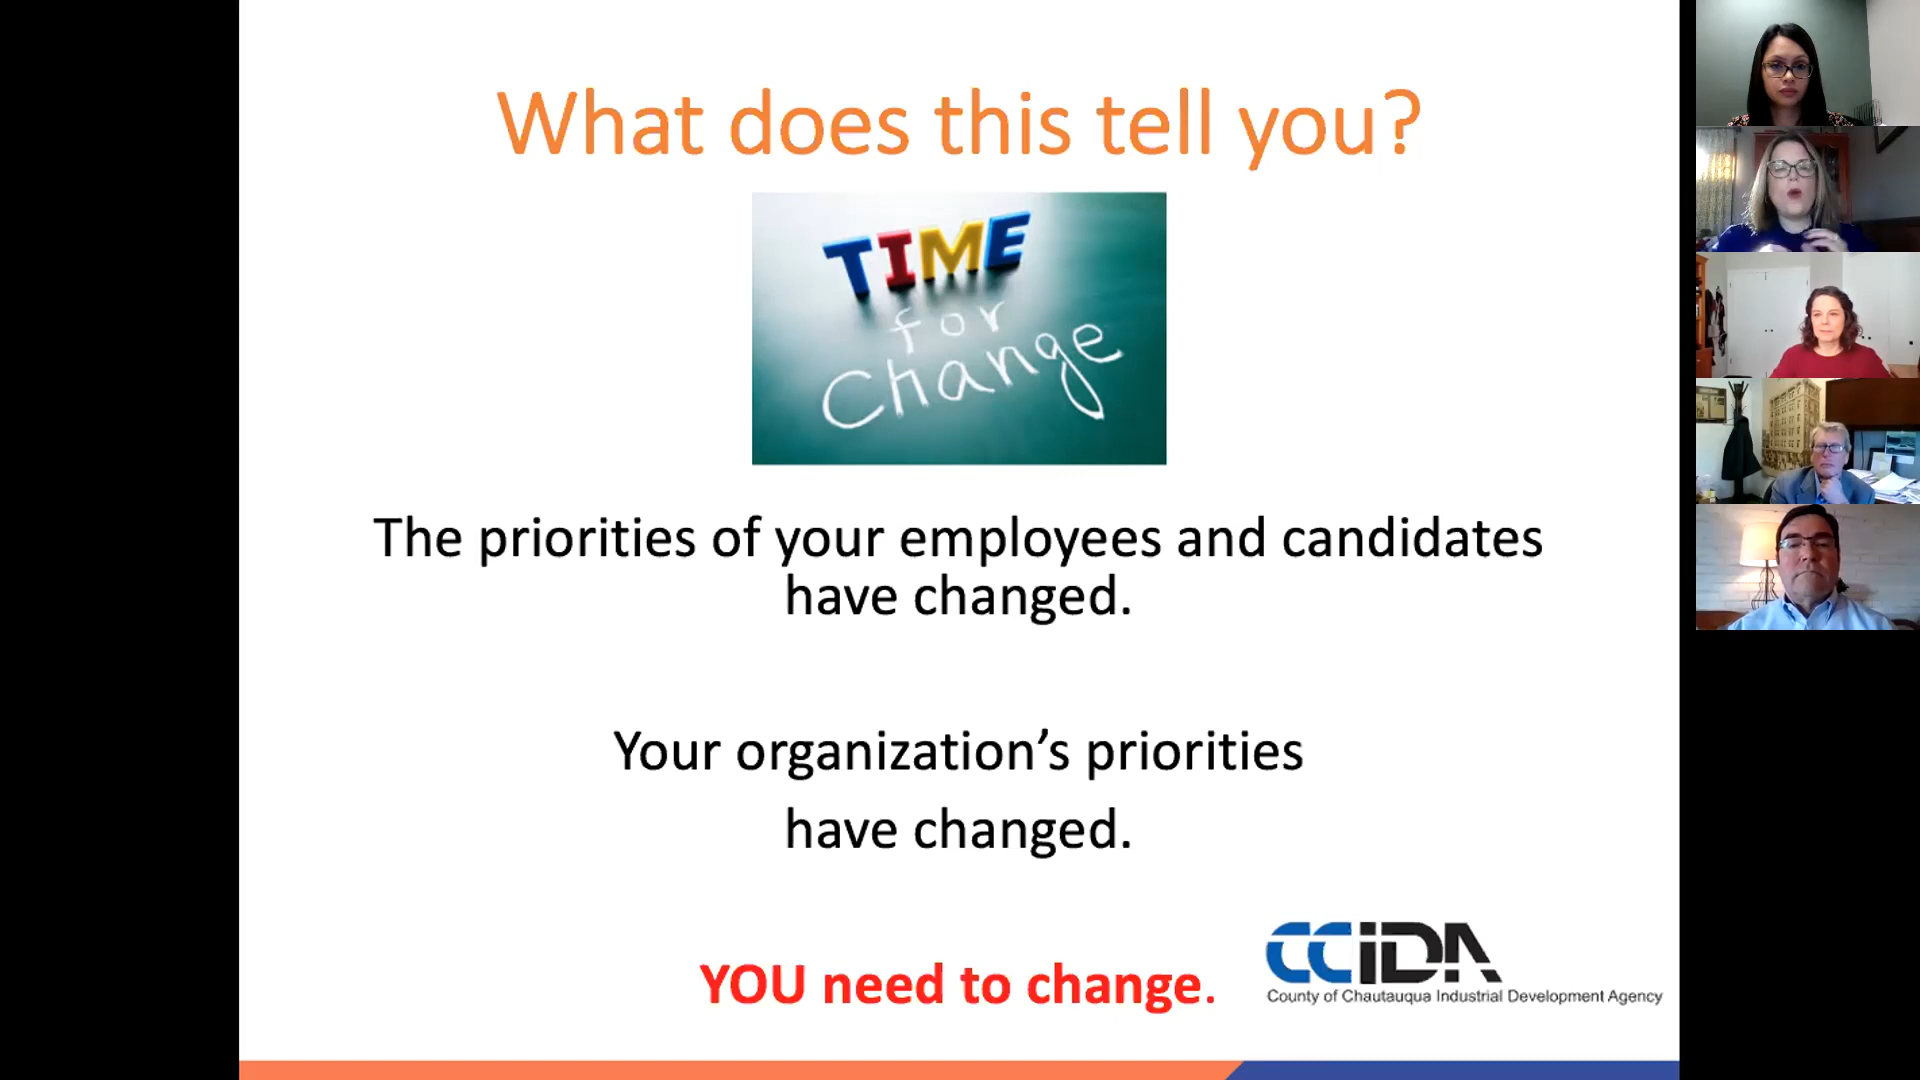 What does this tell you?
TIME
for
Change
The priorities of your employees and candidates
have changed.
Your organization’s priorities
have changed.
YOU need to change.
CCIDA
County of Chautauqua Industrial Development Agency